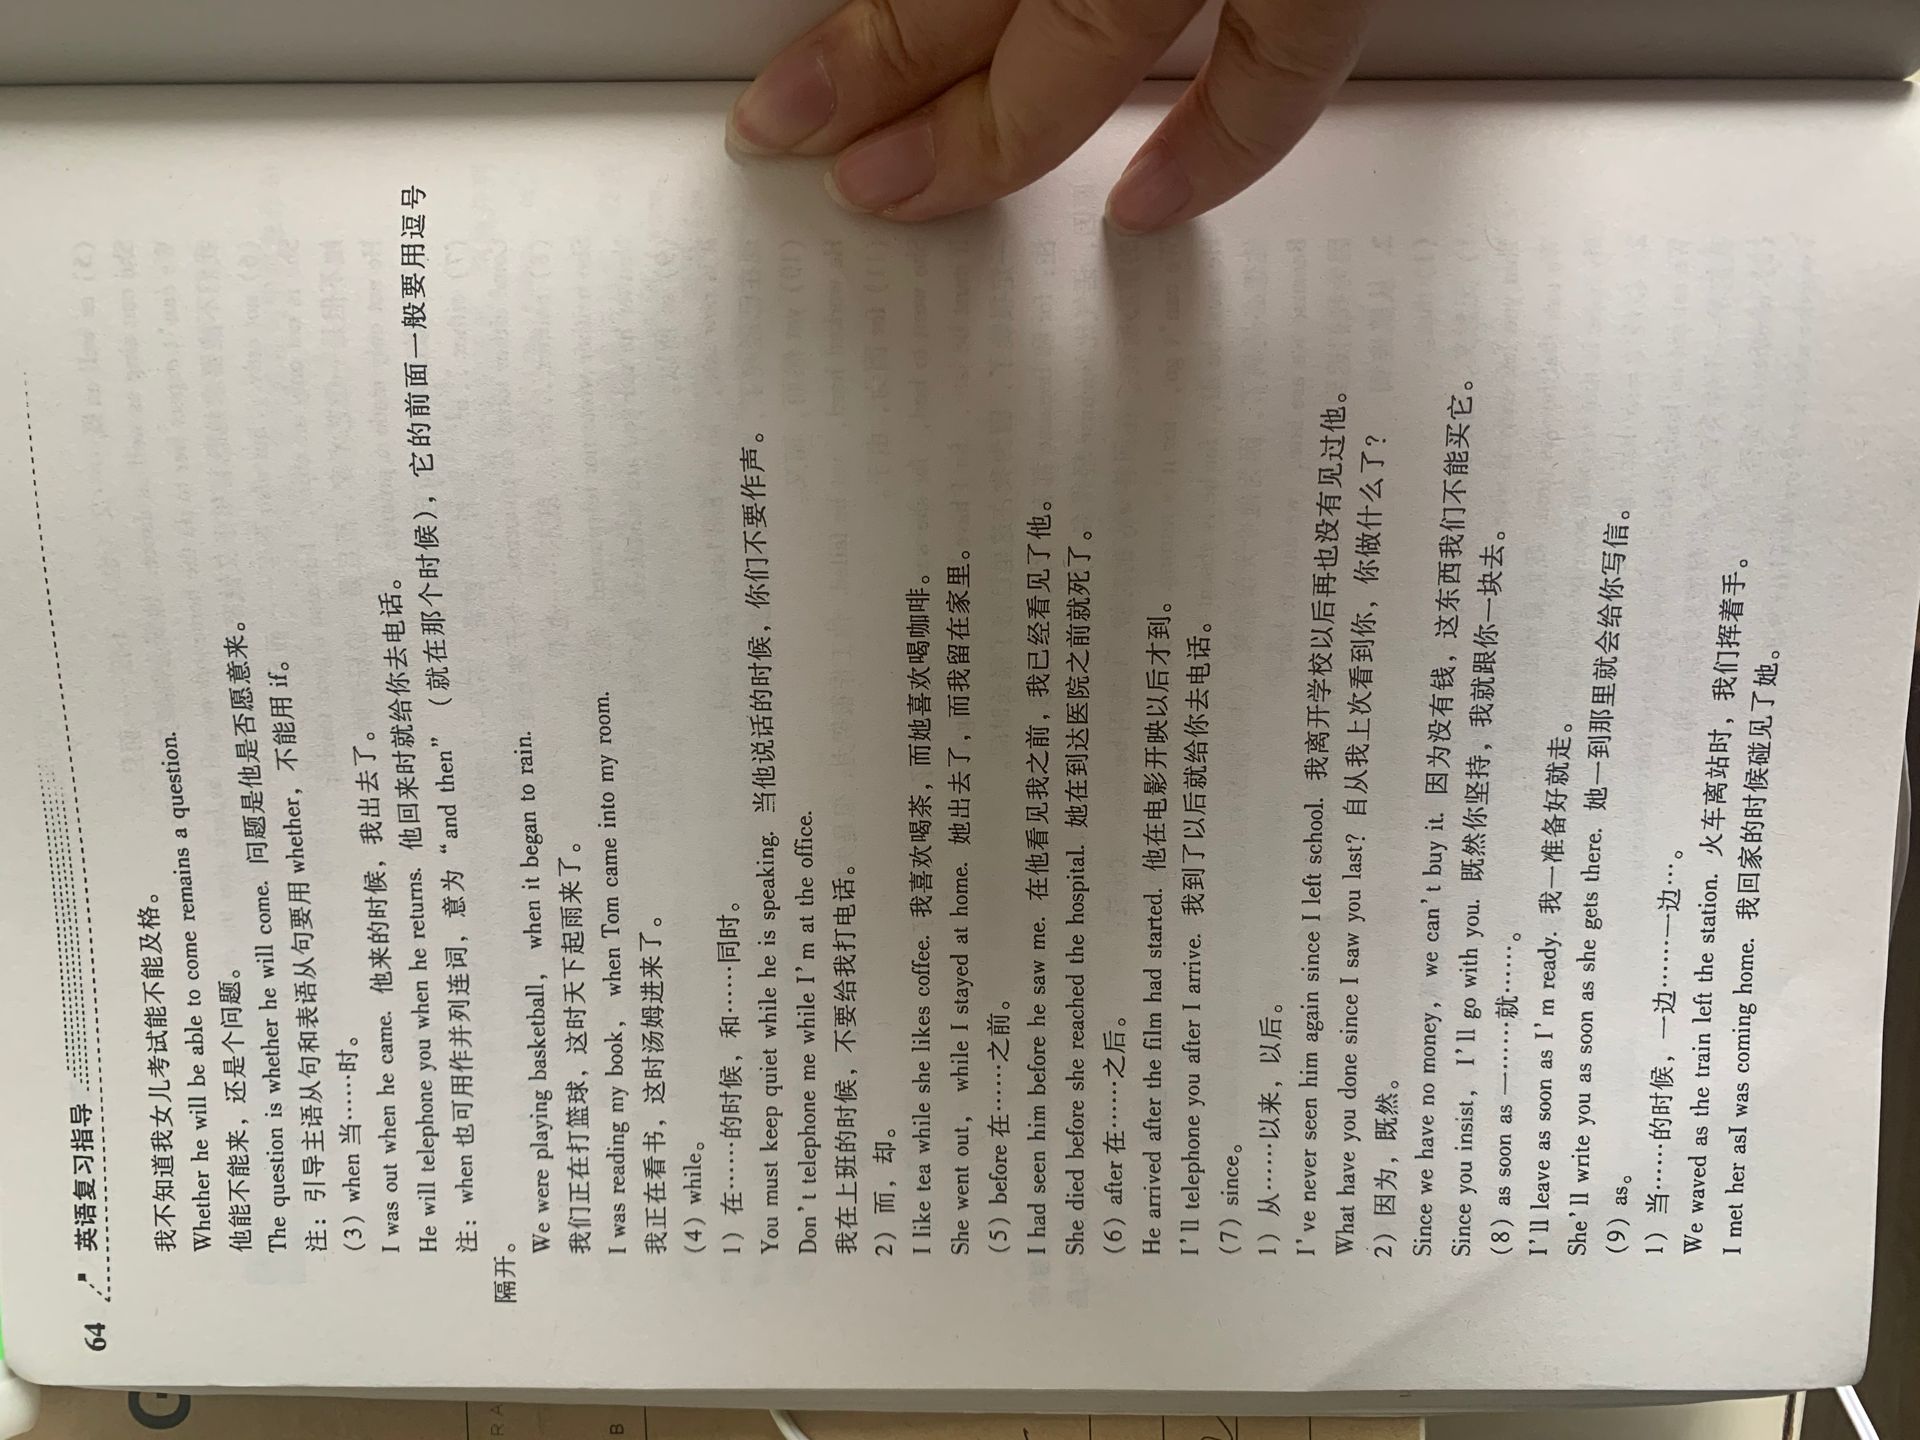 64 英语复习指导
我不知道我女儿考试能不能及格。
Whether he will be able to come remains a question.
他能不能来，还是个问题。
The question is whether he will come. 问题是他是否愿意来。
注：引导主语从句和表语从句要用 whether，不能用 if。
（3）when 当……时。
I was out when he came. 他来的时候，我出去了。
He will telephone you when he returns. 他回来时就给你去电话。
注：when 也可用作并列连词，意为“and then”（就在那个时候），它的前面一般要用逗号
隔开。
We were playing basketball, when it began to rain.
我们正在打篮球，这时天下起雨来了。
I was reading my book, when Tom came into my room.
我正在看书，这时汤姆进来了。
（4）while。
1）在……的时候，和……同时。
You must keep quiet while he is speaking. 当他说话的时候，你们不要作声。
Don't telephone me while I'm at the office.
我在上班的时候，不要给我打电话。
2）而，却。
I like tea while she likes coffee. 我喜欢喝茶，而她喜欢喝咖啡。
She went out, while I stayed at home. 她出去了，而我留在家里。
（5）before 在……之前。
I had seen him before he saw me. 在他看见我之前，我已经看见了他。
She died before she reached the hospital. 她在到达医院之前就死了。
（6）after 在……之后。
He arrived after the film had started. 他在电影开映以后才到。
I'll telephone you after I arrive. 我到了以后就给你去电话。
（7）since。
1）从……以来，以后。
I've never seen him again since I left school. 我离开学校以后再也没有见过他。
What have you done since I saw you last? 自从我上次看到你，你做什么了？
2）因为，既然。
Since we have no money, we can't buy it. 因为没有钱，这东西我们不能买它。
Since you insist, I'll go with you. 既然你坚持，我就跟你一块去。
（8）as soon as 一……就……。
I'll leave as soon as I'm ready. 我一准备好就走。
She'll write you as soon as she gets there. 她一到那里就会给你写信。
（9）as。
1）当……的时候，一边……一边…。
We waved as the train left the station. 火车离站时，我们挥着手。
I met her asI was coming home. 我回家的时候碰见了她。